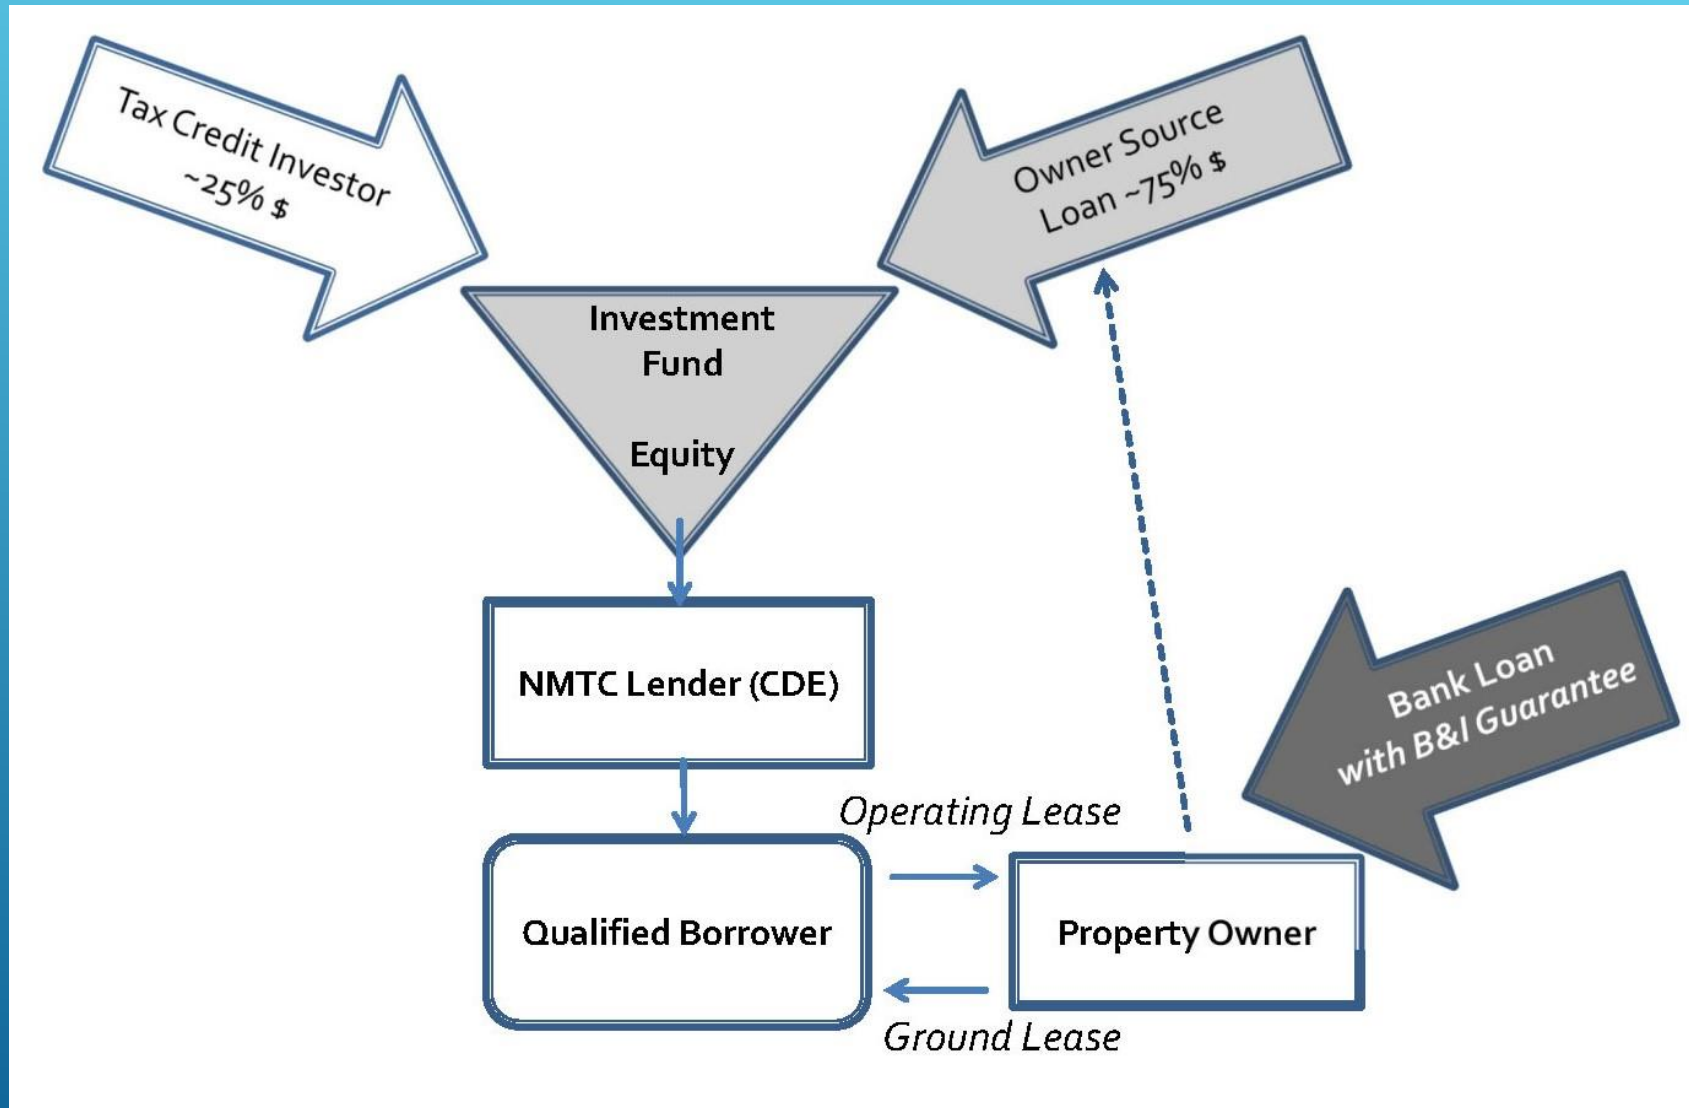 Tax Credit Investor
~25% $
Owner Source
Loan ~75% $
Investment
Fund
Equity
NMTC Lender (CDE)
Bank Loan
with B&I Guarantee
Operating Lease
Qualified Borrower
Property Owner
Ground Lease